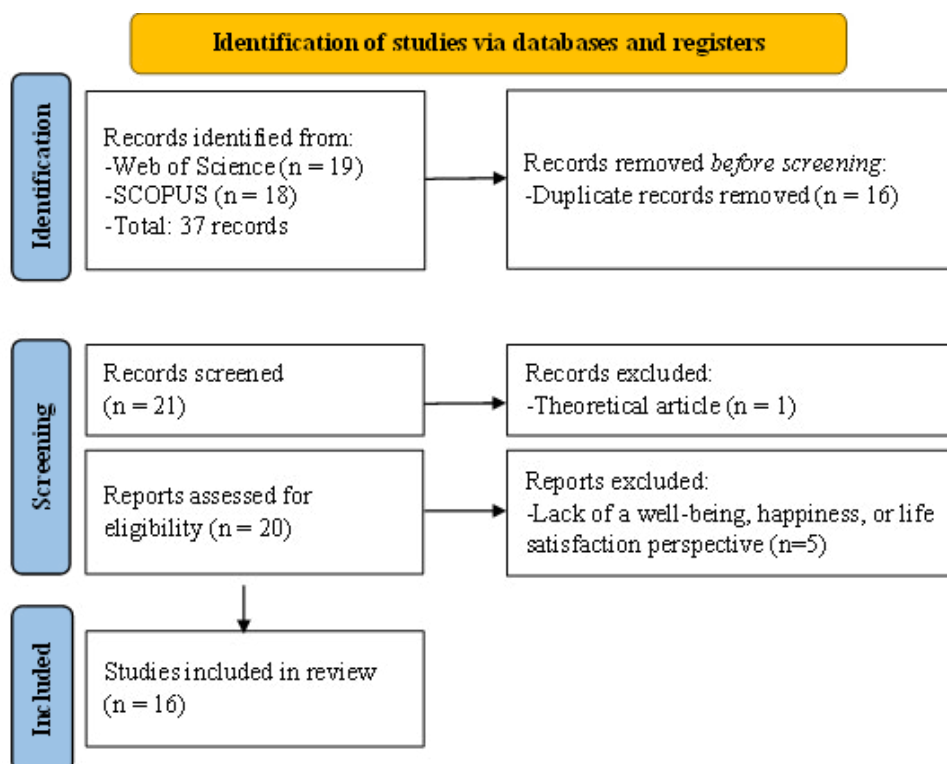 Identification of studies via databases and registers
Identification
Records identified from:
-Web of Science (n = 19)
-SCOPUS (n = 18)
-Total: 37 records
Records removed before screening:
-Duplicate records removed (n = 16)
Screening
Records screened
(n = 21)
Records excluded:
-Theoretical article (n = 1)
Reports assessed for
eligibility (n = 20)
Reports excluded:
-Lack of a well-being, happiness, or life
satisfaction perspective (n=5)
Included
Studies included in review
(n = 16)